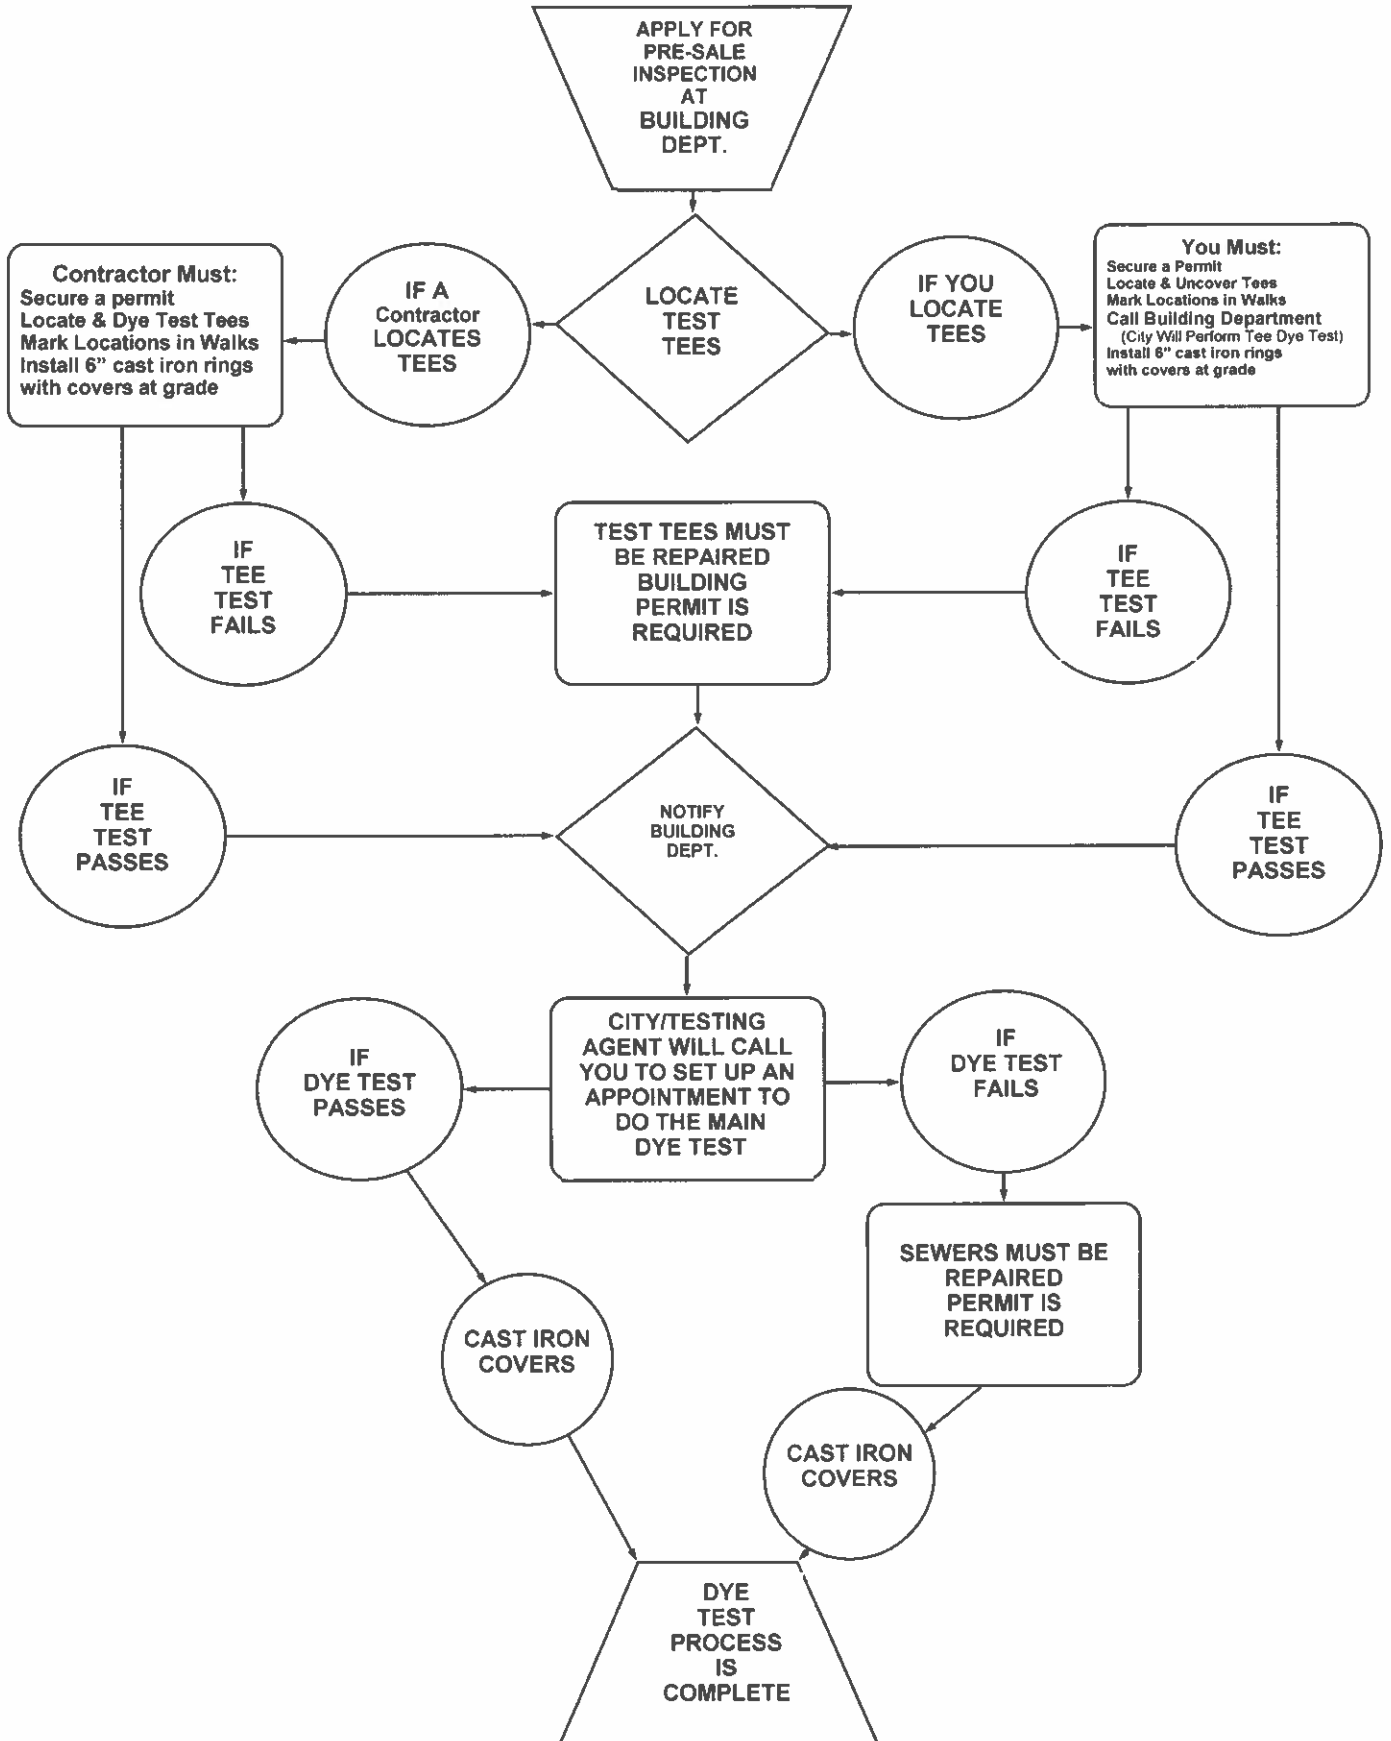 APPLY FOR
PRE-SALE
INSPECTION
AT
BUILDING
DEPT.
Contractor Must:
Secure a permit
Locate & Dye Test Tees
Mark Locations in Walks
Install 6" cast iron rings
with covers at grade
IF A
Contractor
LOCATES
TEES
LOCATE
TEST
TEES
IF YOU
LOCATE
TEES
You Must:
Secure a Permit
Locate & Uncover Tees
Mark Locations in Walks
Call Building Department
(City Will Perform Tee Dye Test)
Install 6" cast iron rings
with covers at grade
IF
TEE
TEST
FAILS
TEST TEES MUST
BE REPAIRED
BUILDING
PERMIT IS
REQUIRED
IF
TEE
TEST
FAILS
IF
TEE
TEST
PASSES
NOTIFY
BUILDING
DEPT.
IF
TEE
TEST
PASSES
IF
DYE TEST
PASSES
CITY/TESTING
AGENT WILL CALL
YOU TO SET UP AN
APPOINTMENT TO
DO THE MAIN
DYE TEST
IF
DYE TEST
FAILS
SEWERS MUST BE
REPAIRED
PERMIT IS
REQUIRED
CAST IRON
COVERS
CAST IRON
COVERS
DYE
TEST
PROCESS
IS
COMPLETE